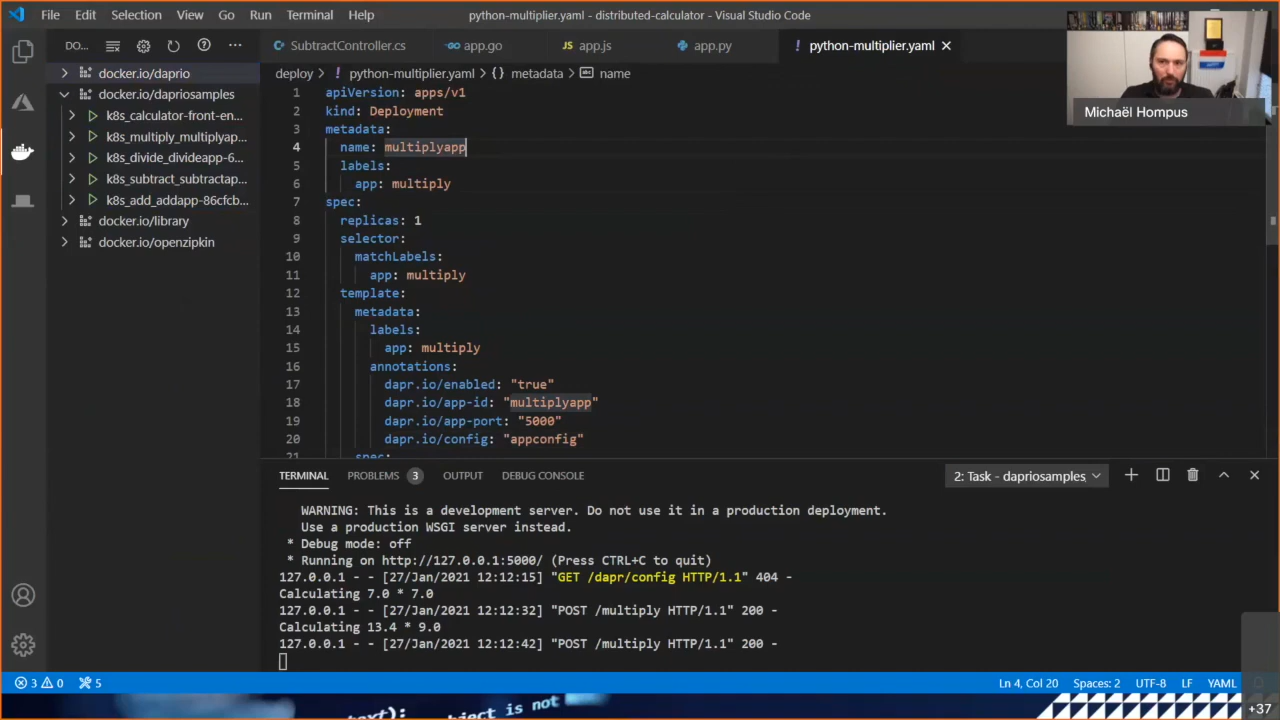 File Edit Selection View Go Run Terminal Help
python-multiplier.yaml - distributed-calculator - Visual Studio Code
DO...
SubtractController.cs
app.go
JS app.js
app.py
python-multiplier.yaml
Michaël Hompus
docker.io/daprio
docker.io/dapriosamples
k8s_calculator-front-en...
k8s_multiply_multiplyap...
k8s_divide_divideapp-6...
k8s_subtract_subtractap...
k8s_add_addapp-86cfcb...
docker.io/library
docker.io/openzipkin
deploy > ! python-multiplier.yaml > {} metadata > name
1 apiVersion: apps/v1
2 kind: Deployment
3 metadata:
4 name: multiplyapp
5 labels:
6 app: multiply
7 spec:
8 replicas: 1
9 selector:
10 matchLabels:
11 app: multiply
12 template:
13 metadata:
14 labels:
15 app: multiply
16 annotations:
17 dapr.io/enabled: "true"
18 dapr.io/app-id: "multiplyapp"
19 dapr.io/app-port: "5000"
20 dapr.io/config: "appconfig"
21 spec:
TERMINAL PROBLEMS 3 OUTPUT DEBUG CONSOLE
2: Task - dapriosamples
WARNING: This is a development server. Do not use it in a production deployment.
Use a production WSGI server instead.
* Debug mode: off
* Running on http://127.0.0.1:5000/ (Press CTRL+C to quit)
127.0.0.1 - - [27/Jan/2021 12:12:15] "GET /dapr/config HTTP/1.1" 404 -
Calculating 7.0 * 7.0
127.0.0.1 - - [27/Jan/2021 12:12:32] "POST /multiply HTTP/1.1" 200 -
Calculating 13.4 * 9.0
127.0.0.1 - - [27/Jan/2021 12:12:42] "POST /multiply HTTP/1.1" 200 -
3 0 5
Ln 4, Col 20 Spaces: 2 UTF-8 LF YAML
is not
+37